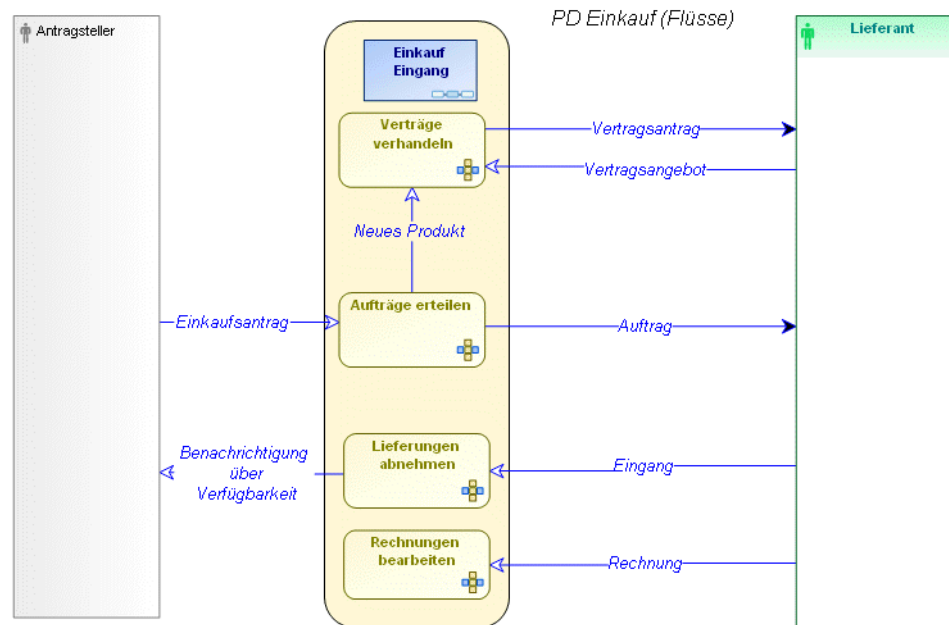 PD Einkauf (Flüsse)
Antragsteller
Einkauf
Eingang
Lieferant
Verträge
verhandeln
Vertragsantrag
Vertragsangebot
Neues Produkt
Aufträge erteilen
Einkaufsantrag
Auftrag
Benachrichtigung
über
Verfügbarkeit
Lieferungen
abnehmen
Eingang
Rechnungen
bearbeiten
Rechnung